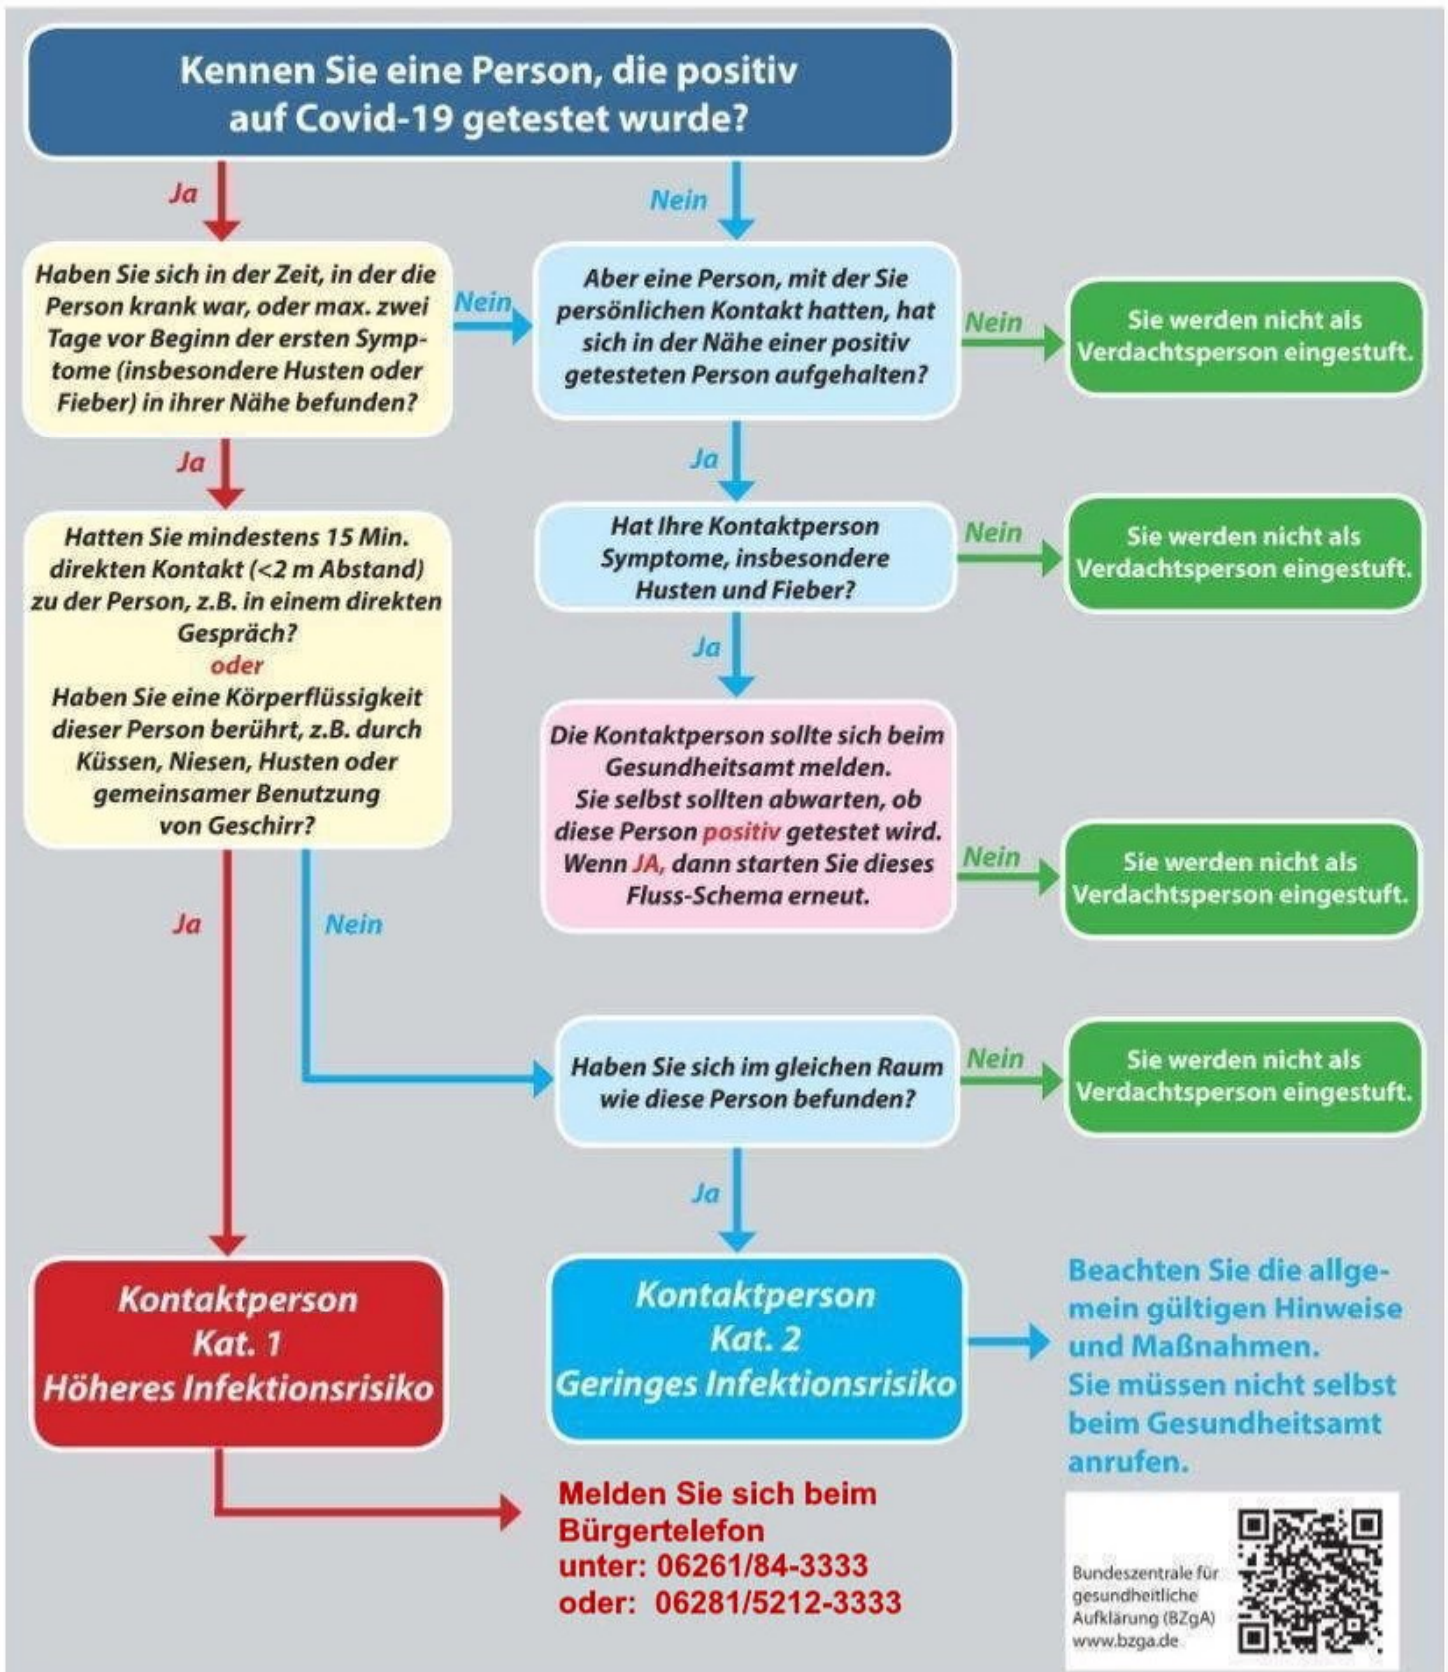 Kennen Sie eine Person, die positiv
auf Covid-19 getestet wurde?
Ja
Nein
Haben Sie sich in der Zeit, in der die
Person krank war, oder max. zwei
Tage vor Beginn der ersten Symp-
tome (insbesondere Husten oder
Fieber) in ihrer Nähe befunden?
Nein
Aber eine Person, mit der Sie
persönlichen Kontakt hatten, hat
sich in der Nähe einer positiv
getesteten Person aufgehalten?
Nein
Sie werden nicht als
Verdachtsperson eingestuft.
Ja
Ja
Hatten Sie mindestens 15 Min.
direkten Kontakt (<2 m Abstand)
zu der Person, z.B. in einem direkten
Gespräch?
oder
Haben Sie eine Körperflüssigkeit
dieser Person berührt, z.B. durch
Küssen, Niesen, Husten oder
gemeinsamer Benutzung
von Geschirr?
Hat Ihre Kontaktperson
Symptome, insbesondere
Husten und Fieber?
Nein
Sie werden nicht als
Verdachtsperson eingestuft.
Ja
Die Kontaktperson sollte sich beim
Gesundheitsamt melden.
Sie selbst sollten abwarten, ob
diese Person positiv getestet wird.
Wenn JA, dann starten Sie dieses
Fluss-Schema erneut.
Nein
Sie werden nicht als
Verdachtsperson eingestuft.
Ja
Nein
Haben Sie sich im gleichen Raum
wie diese Person befunden?
Nein
Sie werden nicht als
Verdachtsperson eingestuft.
Ja
Kontaktperson
Kat. 1
Höheres Infektionsrisiko
Kontaktperson
Kat. 2
Geringes Infektionsrisiko
Beachten Sie die allge-
mein gültigen Hinweise
und Maßnahmen.
Sie müssen nicht selbst
beim Gesundheitsamt
anrufen.
Melden Sie sich beim
Bürgertelefon
unter: 06261/84-3333
oder: 06281/5212-3333
Bundeszentrale für
gesundheitliche
Aufklärung (BZgA)
www.bzga.de